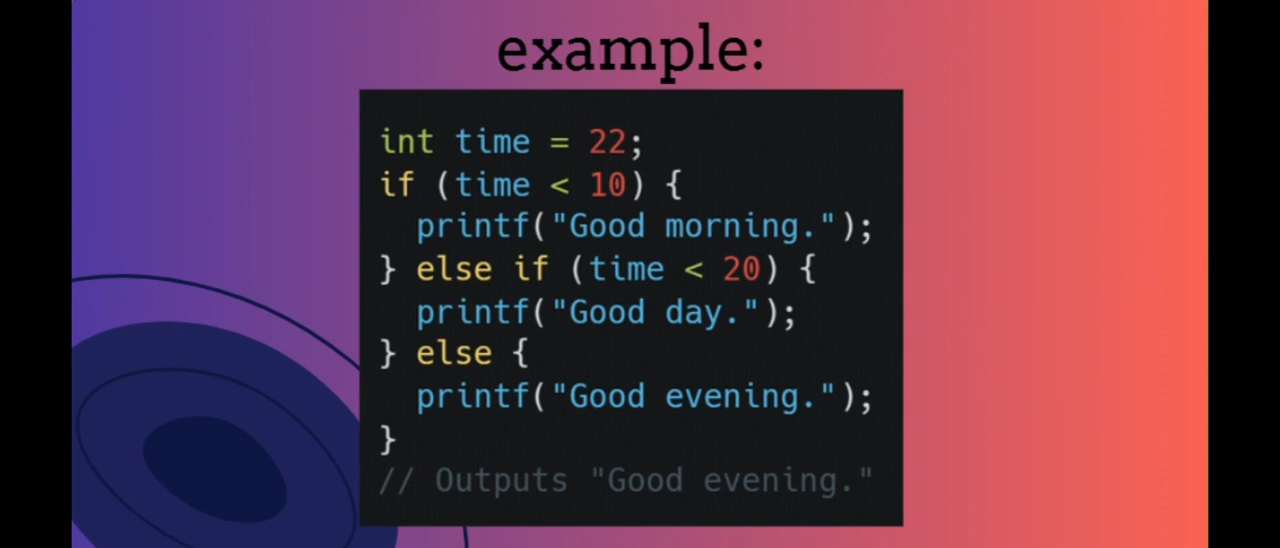 example:
int time = 22;
if (time < 10) {
  printf("Good morning.");
} else if (time < 20) {
  printf("Good day.");
} else {
  printf("Good evening.");
}
// Outputs "Good evening."